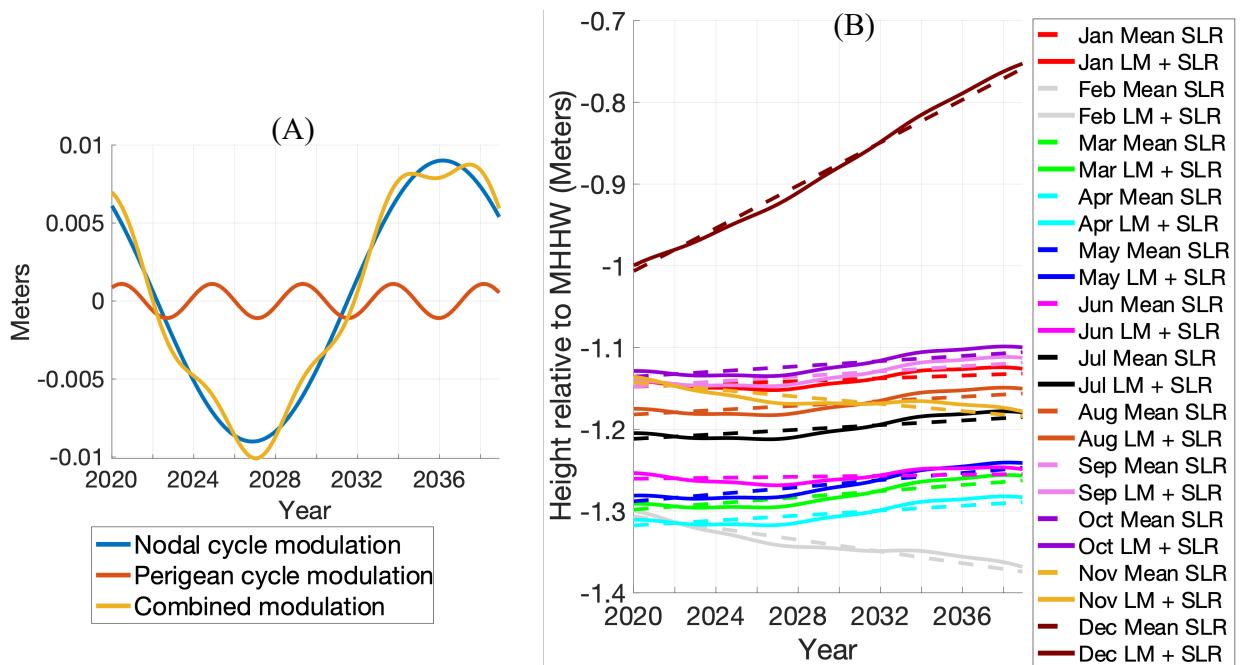 (A)
0.01
0.005
0
-0.005
-0.01
Meters
2020
2024
2028
2032
2036
Year
Nodal cycle modulation
Perigean cycle modulation
Combined modulation
(B)
-0.7
-0.8
-0.9
-1
-1.1
-1.2
-1.3
-1.4
Height relative to MHHW (Meters)
2020
2024
2028
2032
2036
Year
Jan Mean SLR
Jan LM + SLR
Feb Mean SLR
Feb LM + SLR
Mar Mean SLR
Mar LM + SLR
Apr Mean SLR
Apr LM + SLR
May Mean SLR
May LM + SLR
Jun Mean SLR
Jun LM + SLR
Jul Mean SLR
Jul LM + SLR
Aug Mean SLR
Aug LM + SLR
Sep Mean SLR
Sep LM + SLR
Oct Mean SLR
Oct LM + SLR
Nov Mean SLR
Nov LM + SLR
Dec Mean SLR
Dec LM + SLR